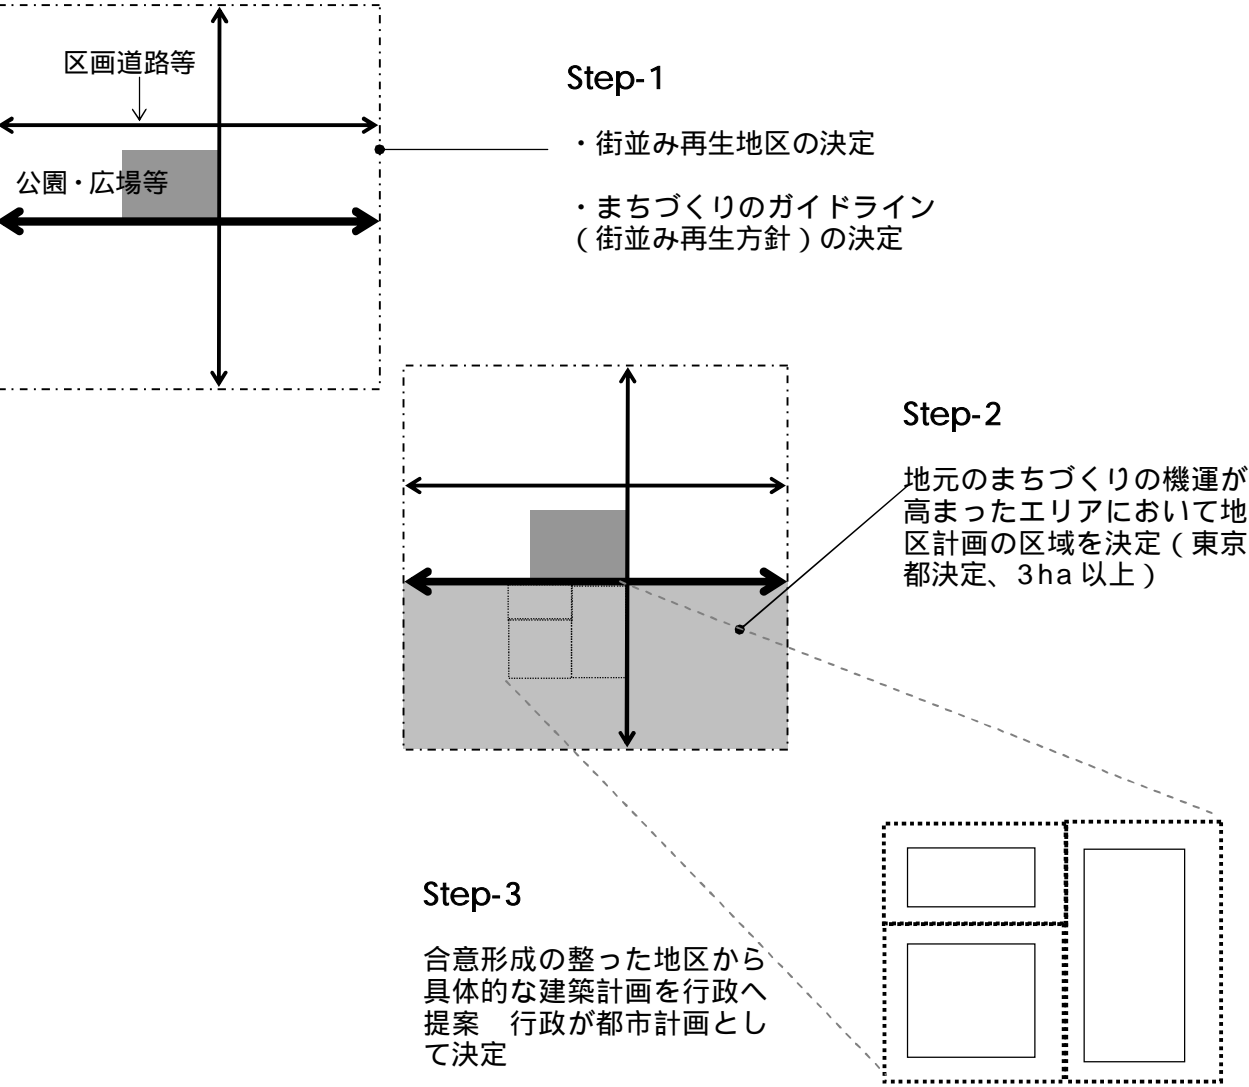 区画道路等
公園・広場等
Step-1
・街並み再生地区の決定
・まちづくりのガイドライン
（街並み再生方針）の決定
Step-2
地元のまちづくりの機運が
高まったエリアにおいて地
区計画の区域を決定（東京
都決定、3ha 以上）
Step-3
合意形成の整った地区から
具体的な建築計画を行政へ
提案　行政が都市計画とし
て決定